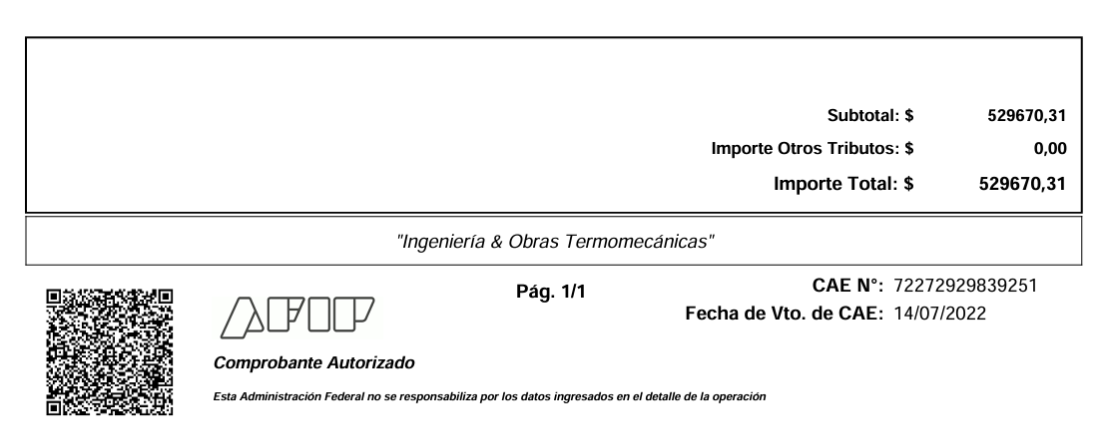 Subtotal: $ 529670,31
Importe Otros Tributos: $ 0,00
Importe Total: $ 529670,31
"Ingeniería & Obras Termomecánicas"
Pág. 1/1
CAE N°: 72272929839251
Fecha de Vto. de CAE: 14/07/2022
AFIP
Comprobante Autorizado
Esta Administración Federal no se responsabiliza por los datos ingresados en el detalle de la operación